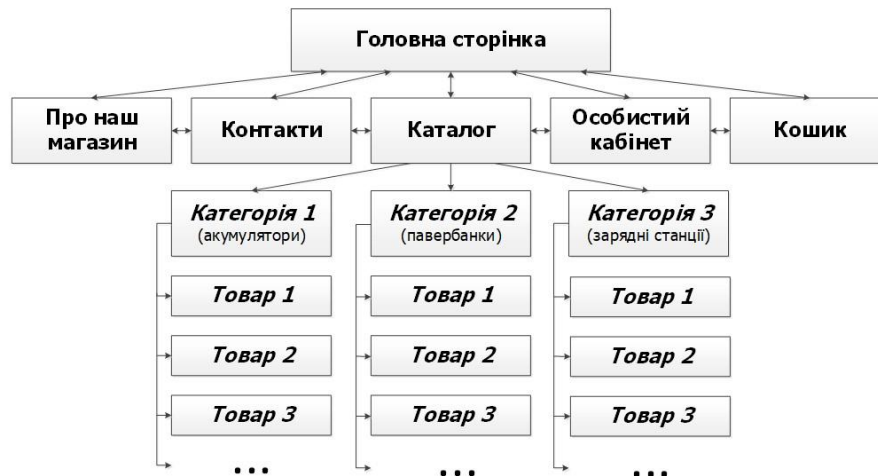 Головна сторінка
Про наш
магазин
Контакти
Каталог
Особистий
кабінет
Кошик
Категорія 1
(акумулятори)
Категорія 2
(павербанки)
Категорія 3
(зарядні станції)
Товар 1
Товар 1
Товар 1
Товар 2
Товар 2
Товар 2
Товар 3
Товар 3
Товар 3
...
...
...